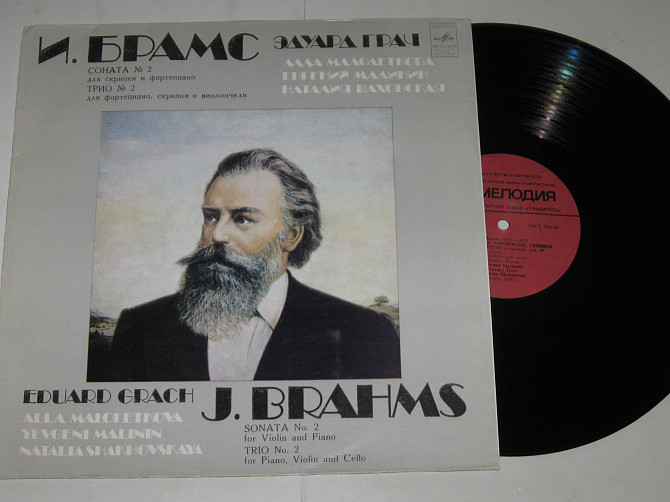 И. БРАМС
ЭДУАРД ГРАЧ
СОНАТА № 2
для скрипки и фортепиано
ТРИО № 2
для фортепиано, скрипки и виолончели
АЛЛА МАЛОЛЕТКОВА
ЕВГЕНИЙ МАЛИНИН
НАТАЛИЯ ШАХОВСКАЯ
МЕЛОДИЯ
EDUARD GRACH
ALLA MALOLETKOVA
YEVGENI MALININ
NATALIA SHAKHOVSKAYA
J. BRAHMS
SONATA No. 2
for Violin and Piano
TRIO No. 2
for Piano, Violin and Cello